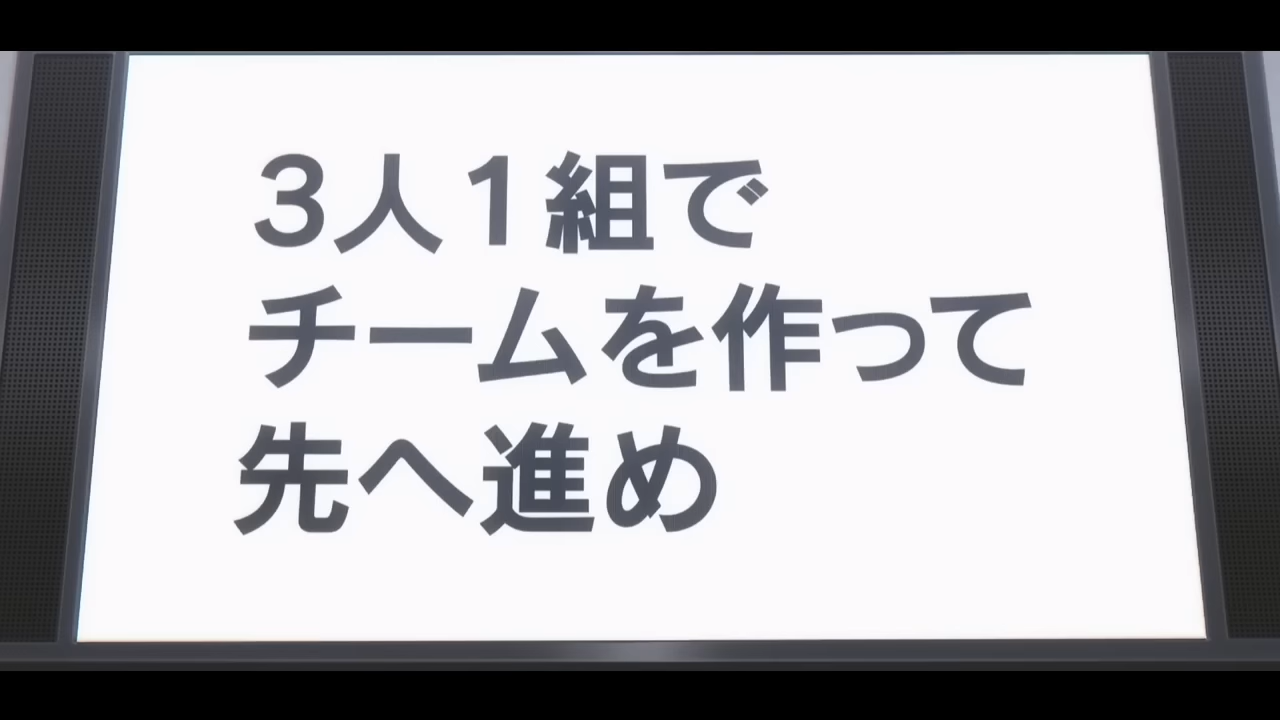 ３人１組で
チームを作って
先へ進め